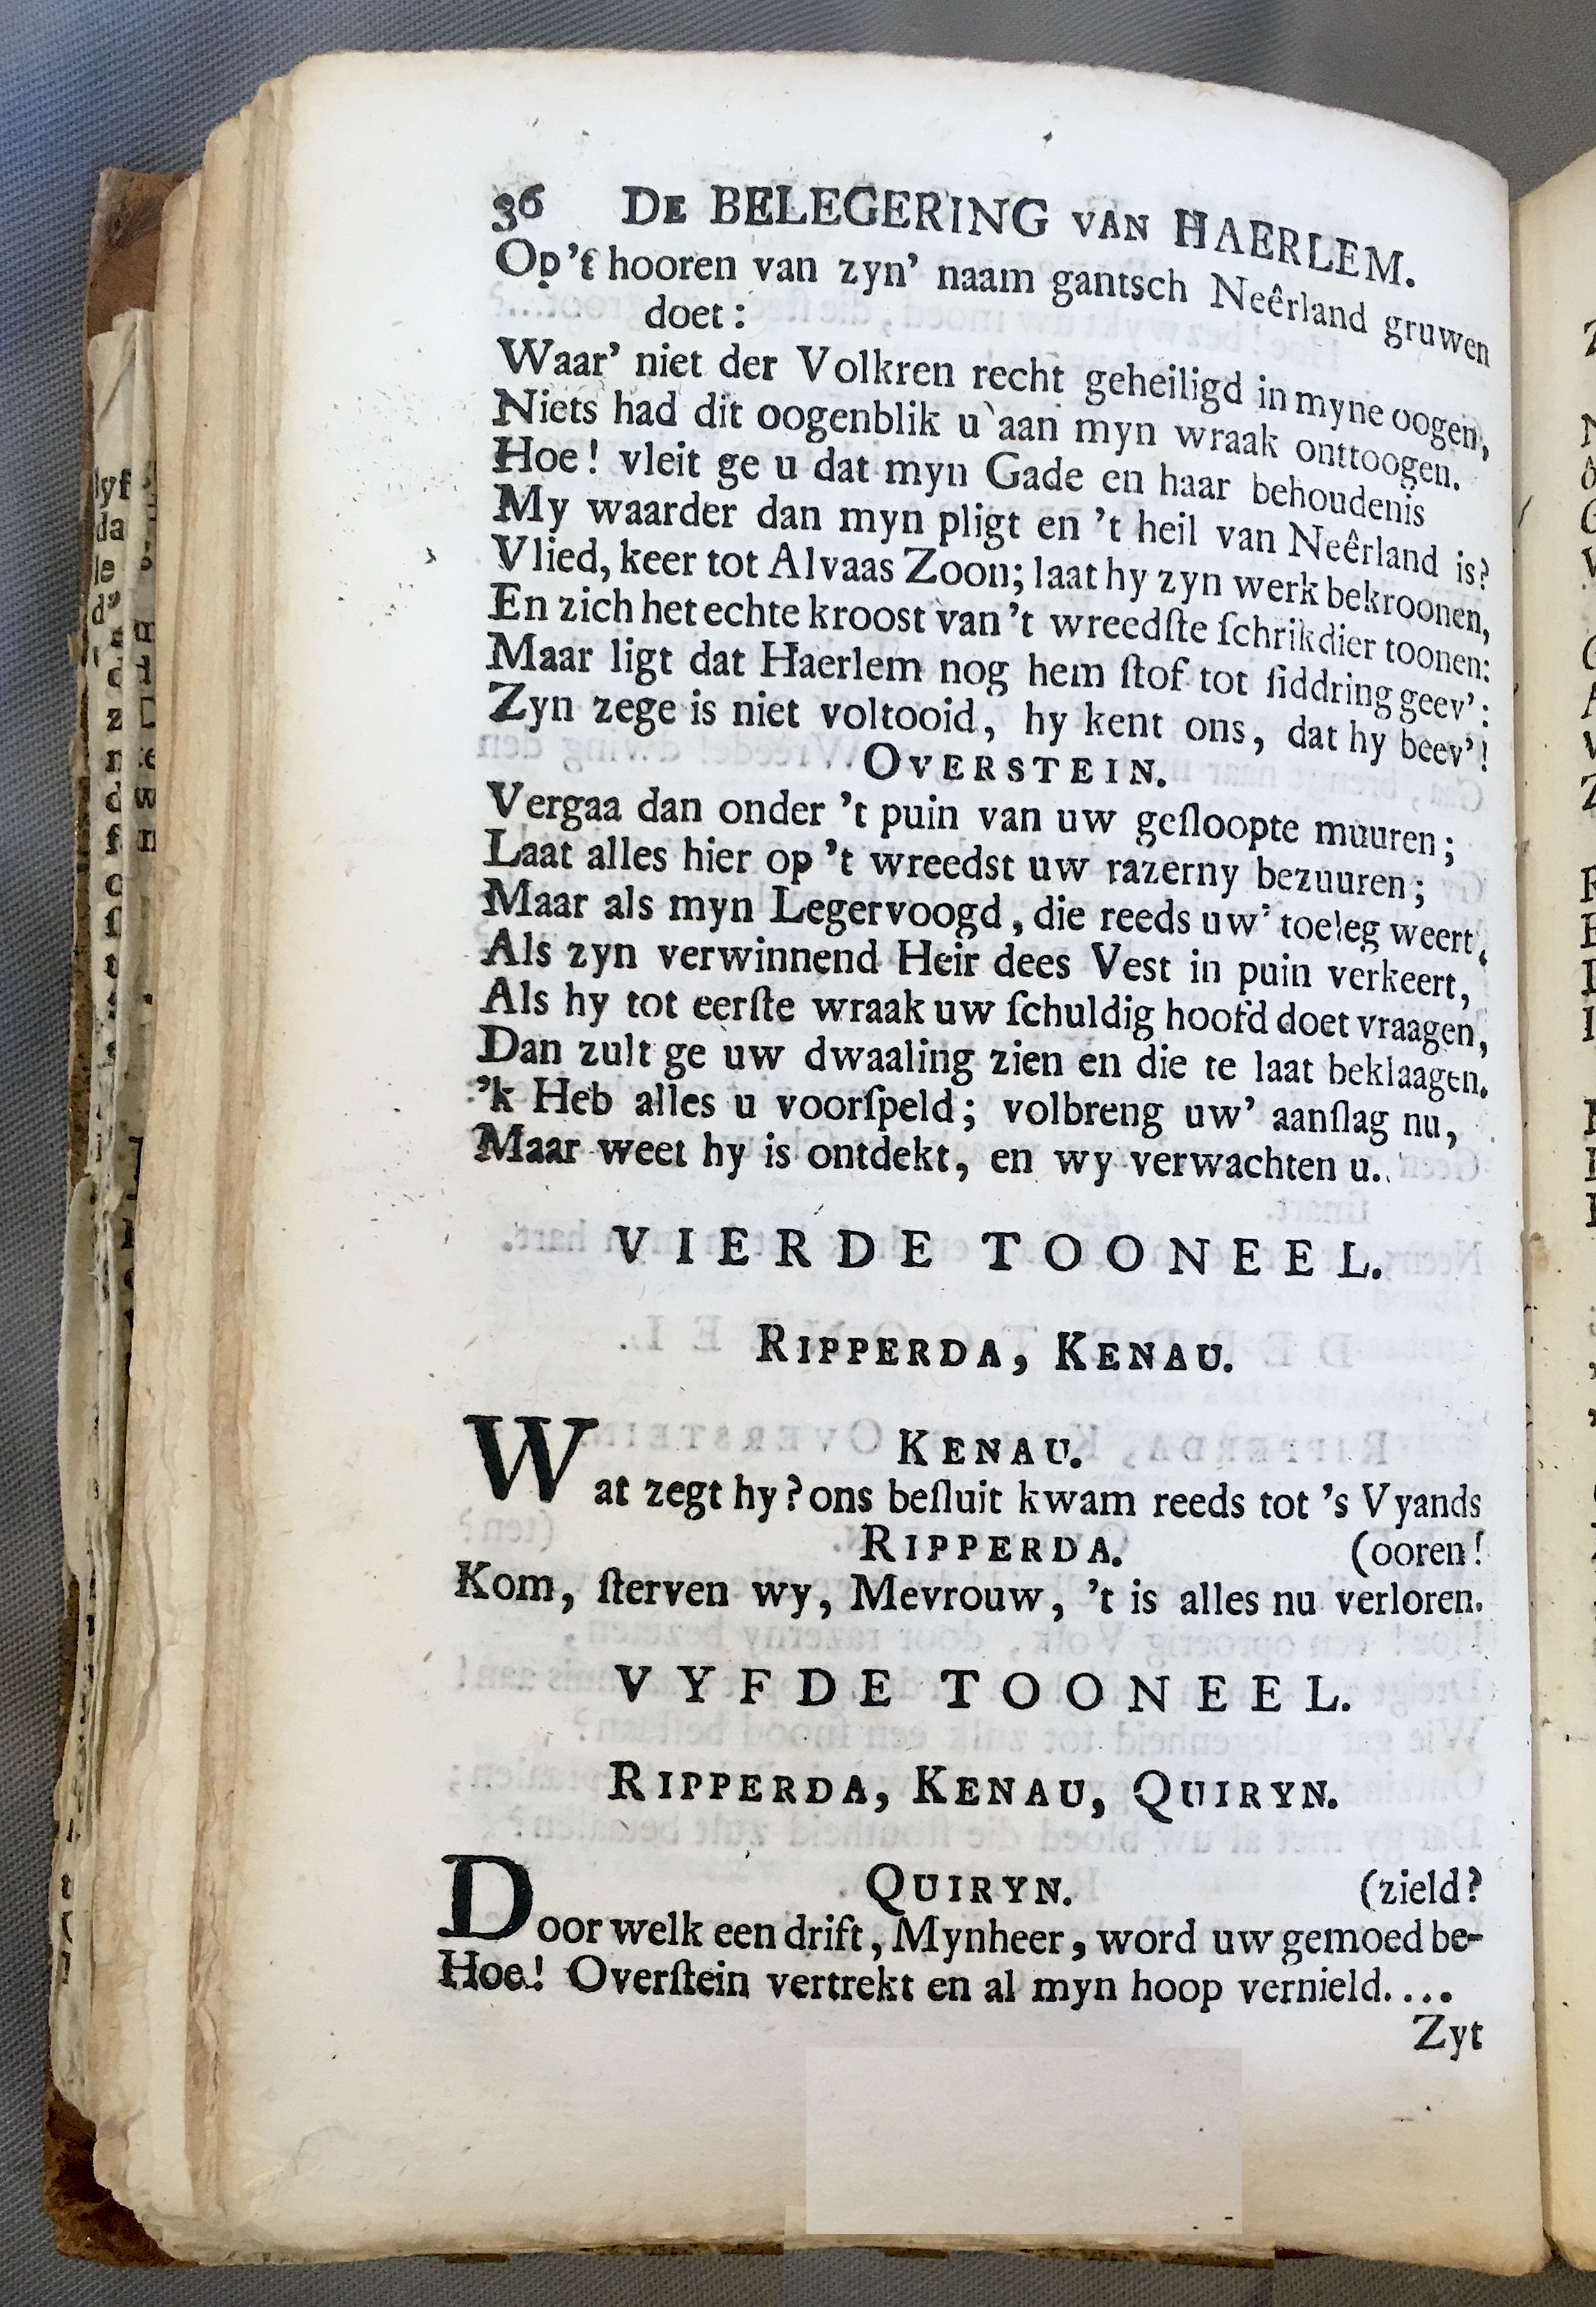 36 DE BELEGERING VAN HAERLEM.
Op 't hooren van zyn' naam gantsch Neêrland gruwen
doet:
Waar' niet der Volkren recht geheiligd in myne oogen,
Niets had dit oogenblik u aan myn wraak onttoogen.
Hoe! vleit ge u dat myn Gade en haar behoudenis
My waarder dan myn pligt en 't heil van Neêrland is?
Vlied, keer tot Alvaas Zoon; laat hy zyn werk bekroonen,
En zich het echte kroost van 't wreedſte ſchrikdier toonen:
Maar ligt dat Haerlem nog hem ſtof tot ſiddring geev':
Zyn zege is niet voltooid, hy kent ons, dat hy beev'!
OVERSTEIN.
Vergaa dan onder 't puin van uw geſloopte muuren;
Laat alles hier op 't wreedst uw razerny bezuuren;
Maar als myn Legervoogd, die reeds uw' toeleg weert,
Als zyn verwinnend Heir dees Vest in puin verkeert,
Als hy tot eerſte wraak uw ſchuldig hoofd doet vraagen,
Dan zult ge uw dwaaling zien en die te laat beklaagen.
'k Heb alles u voorſpeld; volbreng uw' aanſlag nu,
Maar weet hy is ontdekt, en wy verwachten u.
VIERDE TOONEEL.
RIPPERDA, KENAU.
KENAU.
Wat zegt hy? ons beſluit kwam reeds tot 's Vyands
RIPPERDA. (ooren!
Kom, ſterven wy, Mevrouw, 't is alles nu verloren.
VYFDE TOONEEL.
RIPPERDA, KENAU, QUIRYN.
QUIRYN. (zield?
Door welk een drift, Mynheer, word uw gemoed be-
Hoe! Overſtein vertrekt en al myn hoop vernield....
Zyt